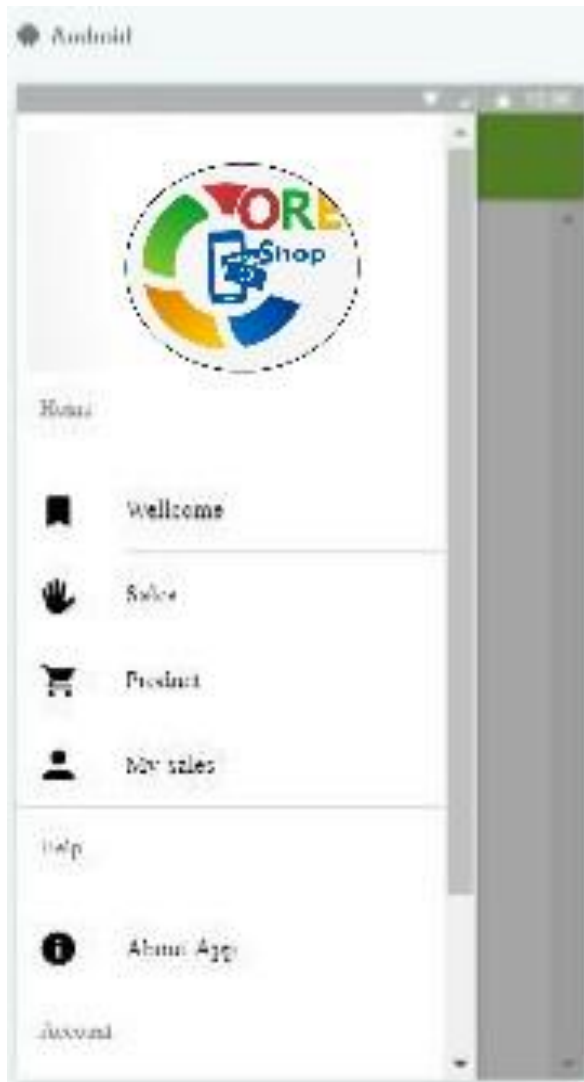 Android
ORE
Shop
Home
Wellcome
Sales
Product
My sales
Help
About App
Account